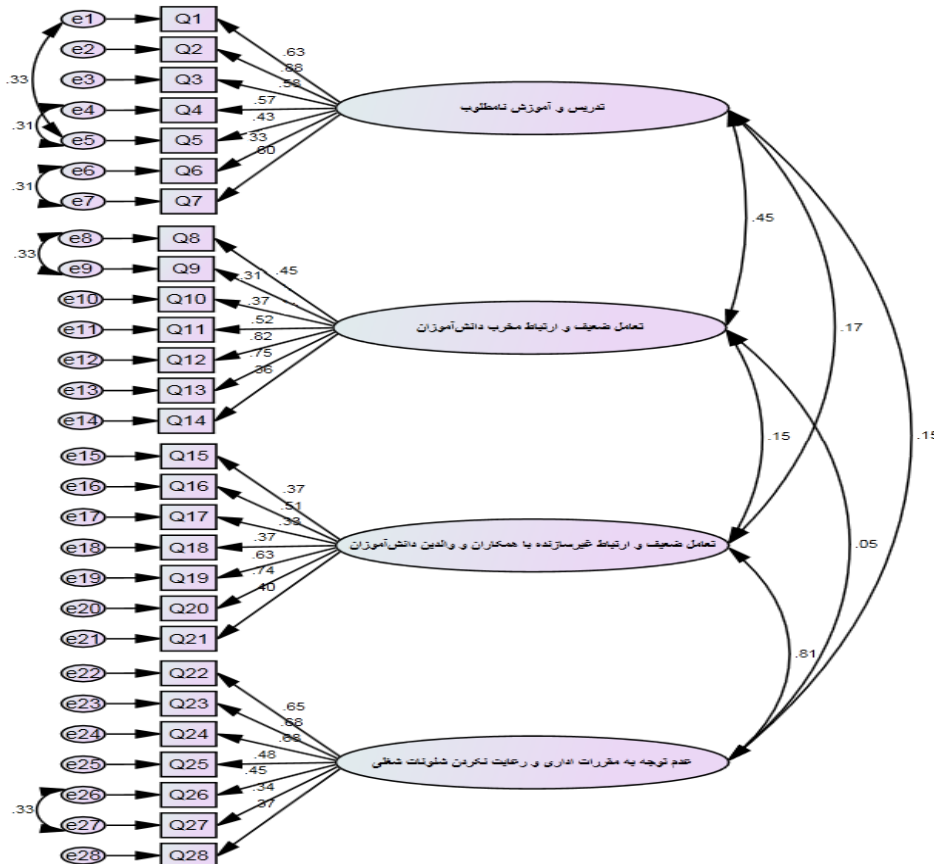 e1 Q1
e2 Q2
e3 Q3
e4 Q4
e5 Q5
e6 Q6
e7 Q7
.33
.31
.31
.63
.58
.57
.43
.33
.60
تدریس و آموزش نامطلوب
.45
.17
.15
e8 Q8
e9 Q9
e10 Q10
e11 Q11
e12 Q12
e13 Q13
e14 Q14
.33
.45
.31
.37
.52
.82
.75
.36
تعامل ضعیف و ارتباط مخرب دانش‌آموزان
.15
.05
e15 Q15
e16 Q16
e17 Q17
e18 Q18
e19 Q19
e20 Q20
e21 Q21
.37
.51
.33
.37
.63
.74
.40
تعامل ضعیف و ارتباط غیرسازنده با همکاران و والدین دانش‌آموزان
.81
e22 Q22
e23 Q23
e24 Q24
e25 Q25
e26 Q26
e27 Q27
e28 Q28
.33
.65
.68
.68
.48
.45
.34
.37
عدم توجه به مقررات اداری و رعایت نکردن شئونات شغلی